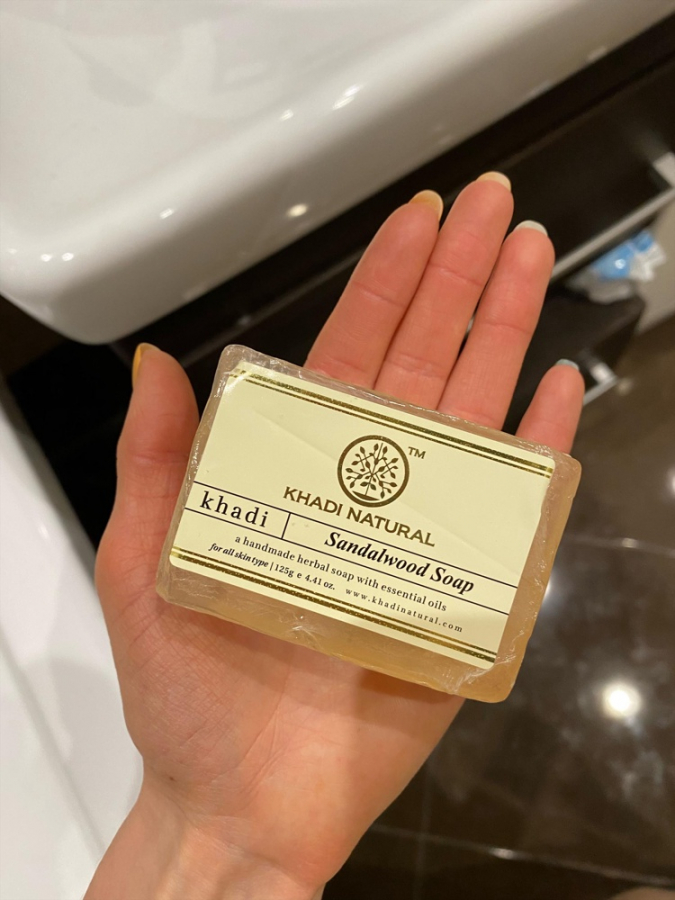 TM
KHADI NATURAL
khadi
Sandalwood Soap
a handmade herbal soap with essential oils
for all skin type | 125g e 4.41 oz.
www.khadinatural.com